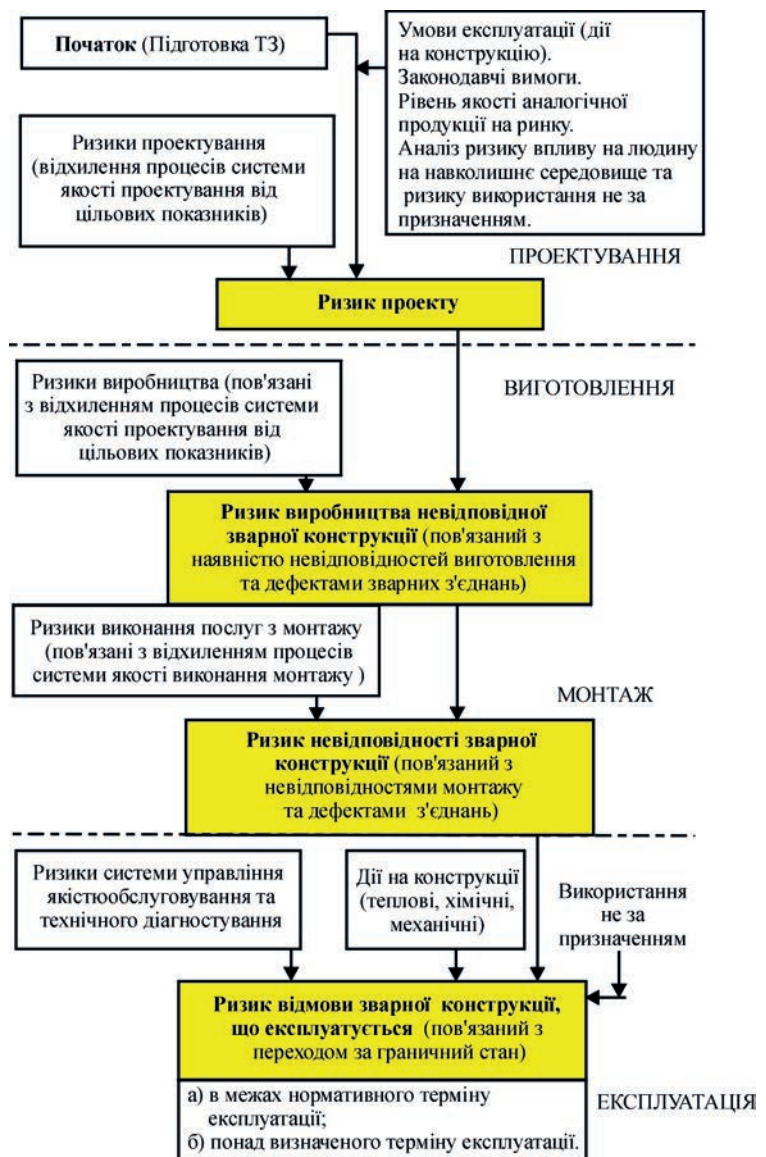 Початок (Підготовка ТЗ)
Умови експлуатації (дії
на конструкцію).
Законодавчі вимоги.
Рівень якості аналогічної
продукції на ринку.
Аналіз ризику впливу на людину
на навколишнє середовище та
ризику використання не за
призначенням.
Ризики проектування
(відхилення процесів системи
якості проектування від
цільових показників)
ПРОЕКТУВАННЯ
Ризик проекту
Ризики виробництва (пов'язані
з відхиленням процесів системи
якості проектування від
цільових показників)
ВИГОТОВЛЕННЯ
Ризик виробництва невідповідної
зварної конструкції (пов'язаний з
наявністю невідповідностей виготовлення
та дефектами зварних з'єднань)
Ризики виконання послуг з монтажу
(пов'язані з відхиленням процесів
системи якості виконання монтажу )
МОНТАЖ
Ризик невідповідності зварної
конструкції (пов'язаний з
невідповідностями монтажу
та дефектами з'єднань)
Ризики системи управління
якістюобслуговування та
технічного діагностування
Дії на конструкції
(теплові, хімічні,
механічні)
Використання
не за
призначенням
Ризик відмови зварної конструкції,
що експлуатується (пов'язаний з
переходом за граничний стан)
а) в межах нормативного терміну
експлуатації;
б) понад визначеного терміну експлуатації.
ЕКСПЛУАТАЦІЯ